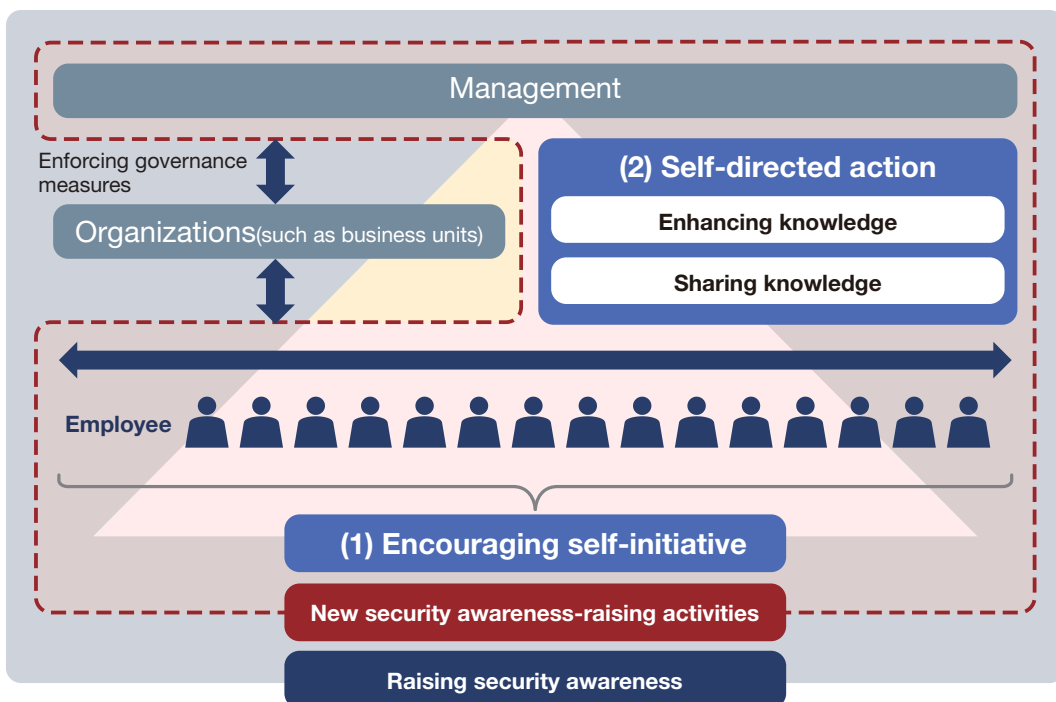 Management
Enforcing governance
measures
Organizations(such as business units)
(2) Self-directed action
Enhancing knowledge
Sharing knowledge
Employee
(1) Encouraging self-initiative
New security awareness-raising activities
Raising security awareness